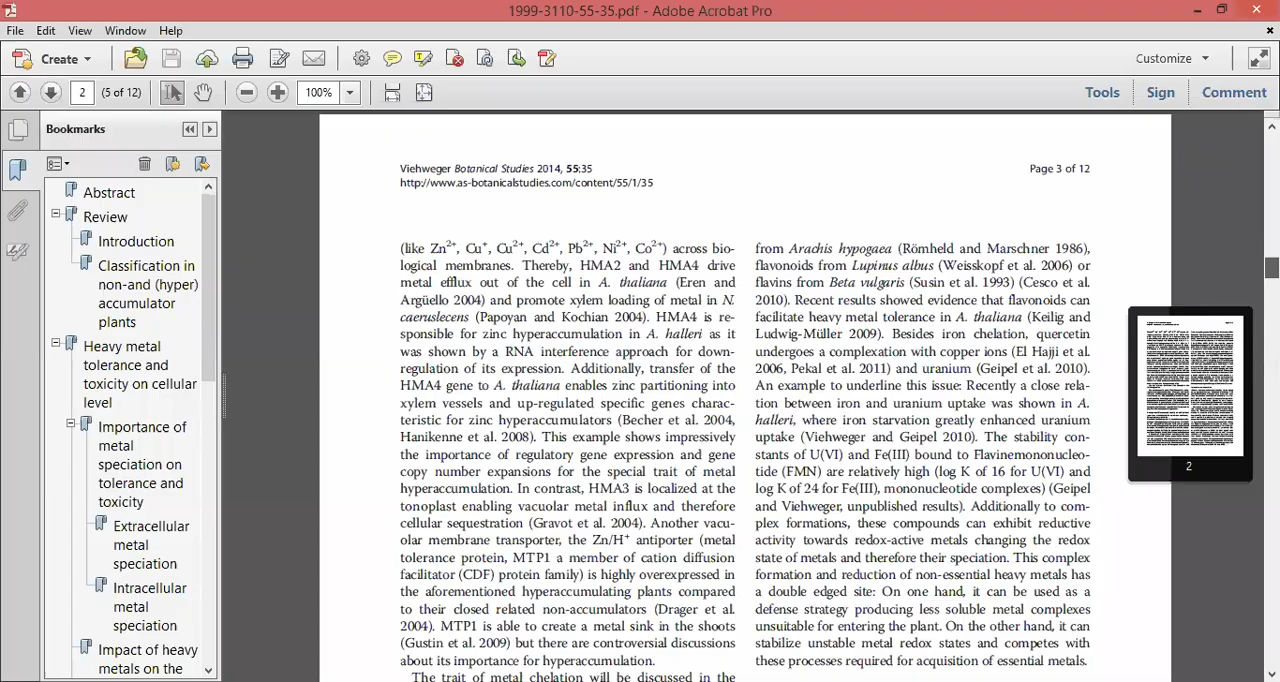 1999-3110-55-35.pdf - Adobe Acrobat Pro
File Edit View Window Help
Create
Customize
2 (5 of 12) 100% Tools Sign Comment
Bookmarks
Abstract
Review
Introduction
Classification in
non-and (hyper)
accumulator
plants
Heavy metal
tolerance and
toxicity on cellular
level
Importance of
metal
speciation on
tolerance and
toxicity
Extracellular
metal
speciation
Intracellular
metal
speciation
Impact of heavy
metals on the
Viehweger Botanical Studies 2014, 55:35
http://www.as-botanicalstudies.com/content/55/1/35
Page 3 of 12
(like Zn²⁺, Cu⁺, Cu²⁺, Cd²⁺, Pb²⁺, Ni²⁺, Co²⁺) across bio-
logical membranes. Thereby, HMA2 and HMA4 drive
metal efflux out of the cell in A. thaliana (Eren and
Argüello 2004) and promote xylem loading of metal in N.
caeruslecens (Papoyan and Kochian 2004). HMA4 is re-
sponsible for zinc hyperaccumulation in A. halleri as it
was shown by a RNA interference approach for down-
regulation of its expression. Additionally, transfer of the
HMA4 gene to A. thaliana enables zinc partitioning into
xylem vessels and up-regulated specific genes charac-
teristic for zinc hyperaccumulators (Becher et al. 2004,
Hanikenne et al. 2008). This example shows impressively
the importance of regulatory gene expression and gene
copy number expansions for the special trait of metal
hyperaccumulation. In contrast, HMA3 is localized at the
tonoplast enabling vacuolar metal influx and therefore
cellular sequestration (Gravot et al. 2004). Another vacu-
olar membrane transporter, the Zn/H⁺ antiporter (metal
tolerance protein, MTP1 a member of cation diffusion
facilitator (CDF) protein family) is highly overexpressed in
the aforementioned hyperaccumulating plants compared
to their closed related non-accumulators (Drager et al.
2004). MTP1 is able to create a metal sink in the shoots
(Gustin et al. 2009) but there are controversial discussions
about its importance for hyperaccumulation.
The trait of metal chelation will be discussed in the
from Arachis hypogaea (Römheld and Marschner 1986),
flavonoids from Lupinus albus (Weisskopf et al. 2006) or
flavins from Beta vulgaris (Susin et al. 1993) (Cesco et al.
2010). Recent results showed evidence that flavonoids can
facilitate heavy metal tolerance in A. thaliana (Keilig and
Ludwig-Müller 2009). Besides iron chelation, quercetin
undergoes a complexation with copper ions (El Hajji et al.
2006, Pekal et al. 2011) and uranium (Geipel et al. 2010).
An example to underline this issue: Recently a close rela-
tion between iron and uranium uptake was shown in A.
halleri, where iron starvation greatly enhanced uranium
uptake (Viehweger and Geipel 2010). The stability con-
stants of U(VI) and Fe(III) bound to Flavinemononucleo-
tide (FMN) are relatively high (log K of 16 for U(VI) and
log K of 24 for Fe(III), mononucleotide complexes) (Geipel
and Viehweger, unpublished results). Additionally to com-
plex formations, these compounds can exhibit reductive
activity towards redox-active metals changing the redox
state of metals and therefore their speciation. This complex
formation and reduction of non-essential heavy metals has
a double edged site: On one hand, it can be used as a
defense strategy producing less soluble metal complexes
unsuitable for entering the plant. On the other hand, it can
stabilize unstable metal redox states and competes with
these processes required for acquisition of essential metals.
2